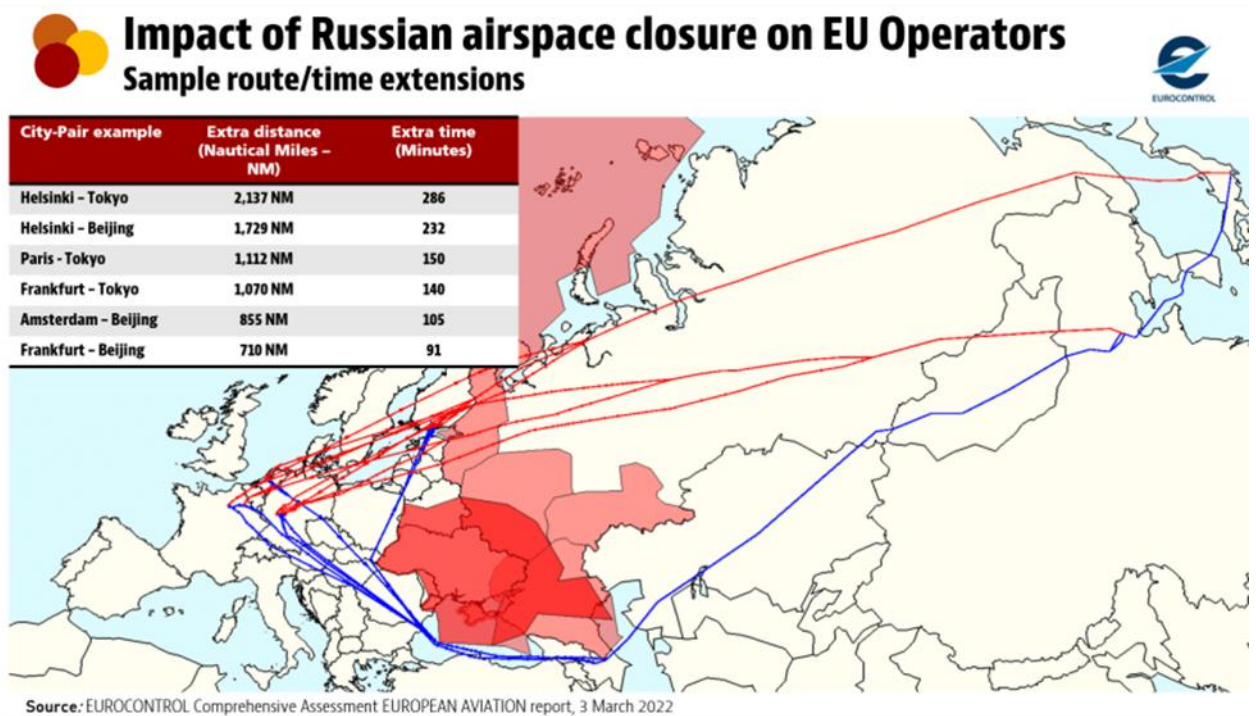 Impact of Russian airspace closure on EU Operators
Sample route/time extensions
EUROCONTROL
City-Pair example Extra distance (Nautical Miles – NM) Extra time (Minutes)
Helsinki – Tokyo 2,137 NM 286
Helsinki – Beijing 1,729 NM 232
Paris - Tokyo 1,112 NM 150
Frankfurt – Tokyo 1,070 NM 140
Amsterdam – Beijing 855 NM 105
Frankfurt – Beijing 710 NM 91
Source: EUROCONTROL Comprehensive Assessment EUROPEAN AVIATION report, 3 March 2022